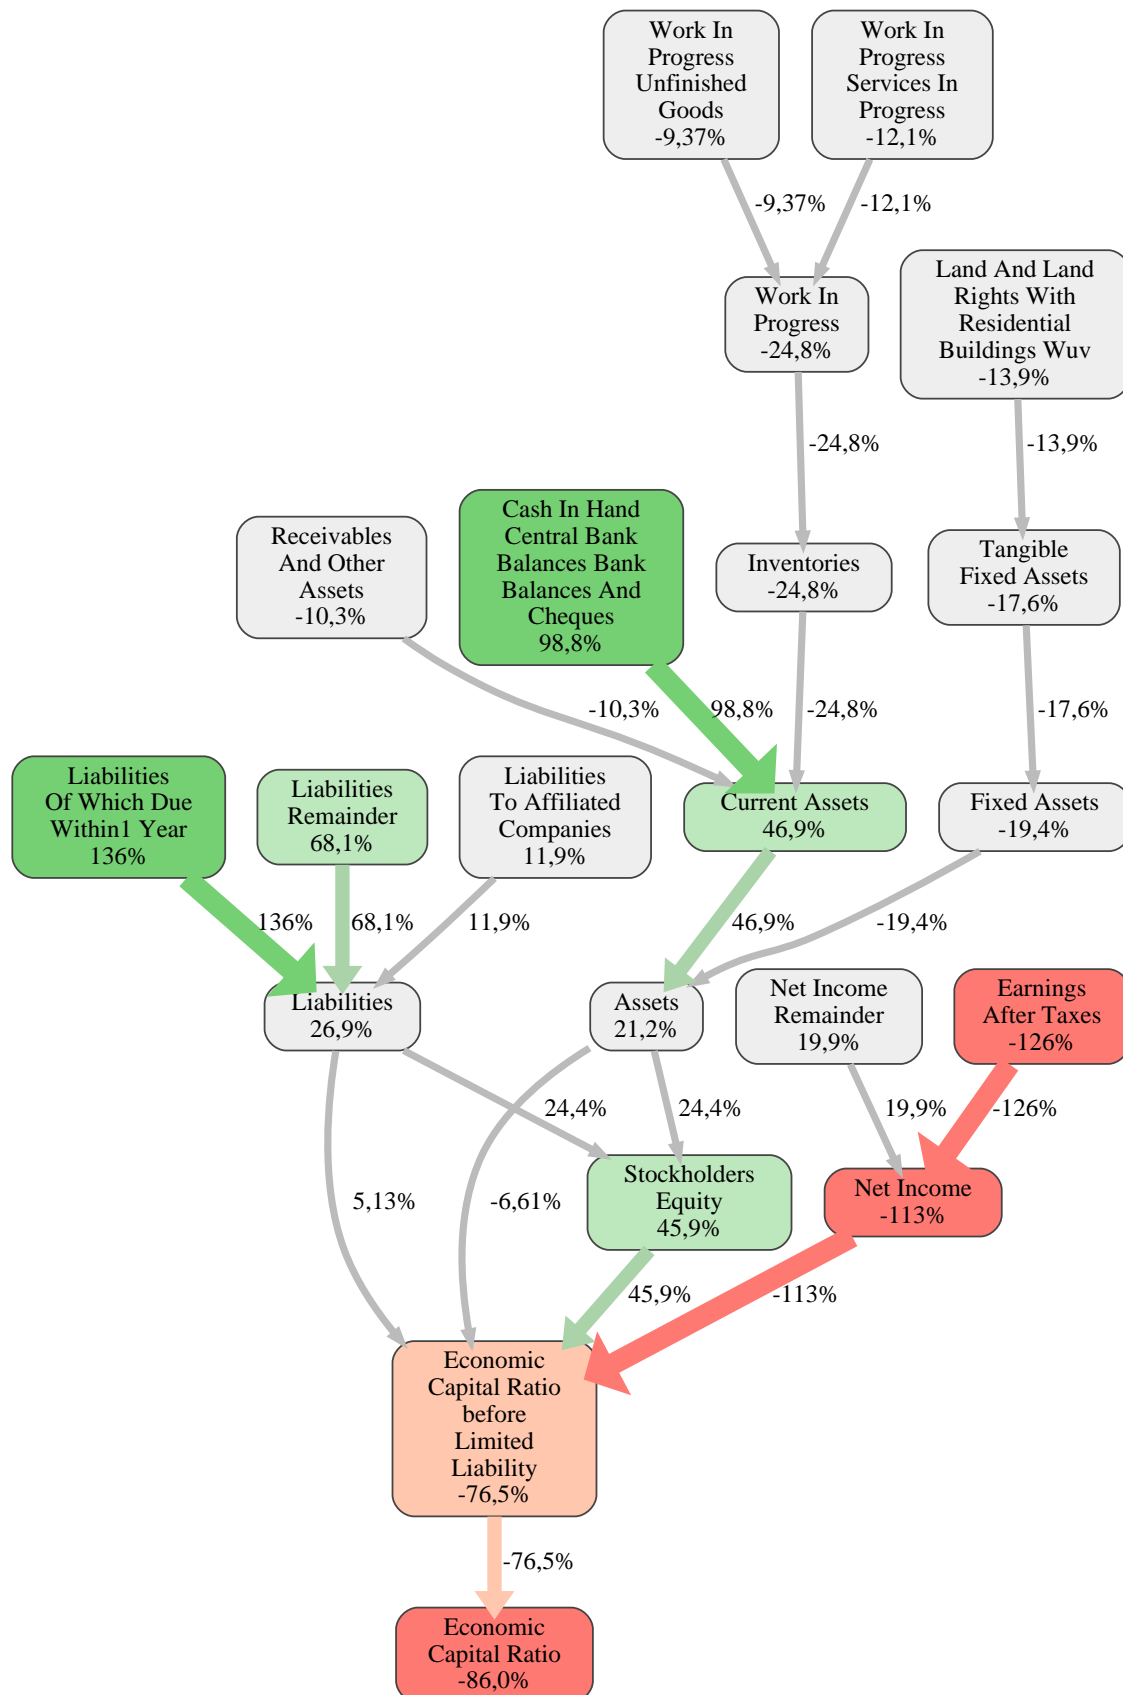 Work In
Progress
Unfinished
Goods
-9,37%
Work In
Progress
Services In
Progress
-12,1%
-9,37%
-12,1%
Work In
Progress
-24,8%
Land And Land
Rights With
Residential
Buildings Wuv
-13,9%
-24,8%
-13,9%
Receivables
And Other
Assets
-10,3%
Cash In Hand
Central Bank
Balances Bank
Balances And
Cheques
98,8%
Inventories
-24,8%
Tangible
Fixed Assets
-17,6%
-10,3%
98,8%
-24,8%
-17,6%
Liabilities
Of Which Due
Within1 Year
136%
Liabilities
Remainder
68,1%
Liabilities
To Affiliated
Companies
11,9%
Current Assets
46,9%
Fixed Assets
-19,4%
136%
68,1%
11,9%
46,9%
-19,4%
Liabilities
26,9%
Assets
21,2%
Net Income
Remainder
19,9%
Earnings
After Taxes
-126%
24,4%
24,4%
19,9%
-126%
5,13%
-6,61%
Stockholders
Equity
45,9%
Net Income
-113%
45,9%
-113%
Economic
Capital Ratio
before
Limited
Liability
-76,5%
-76,5%
Economic
Capital Ratio
-86,0%